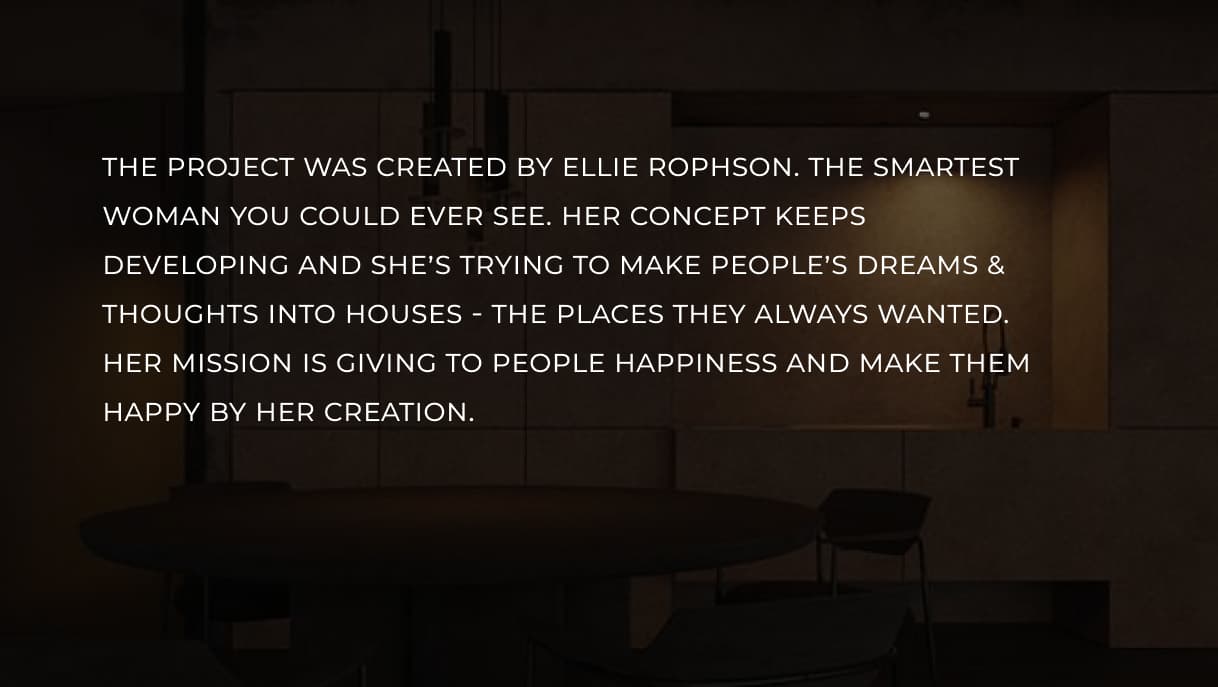 THE PROJECT WAS CREATED BY ELLIE ROPHSON. THE SMARTEST
WOMAN YOU COULD EVER SEE. HER CONCEPT KEEPS
DEVELOPING AND SHE’S TRYING TO MAKE PEOPLE’S DREAMS &
THOUGHTS INTO HOUSES - THE PLACES THEY ALWAYS WANTED.
HER MISSION IS GIVING TO PEOPLE HAPPINESS AND MAKE THEM
HAPPY BY HER CREATION.